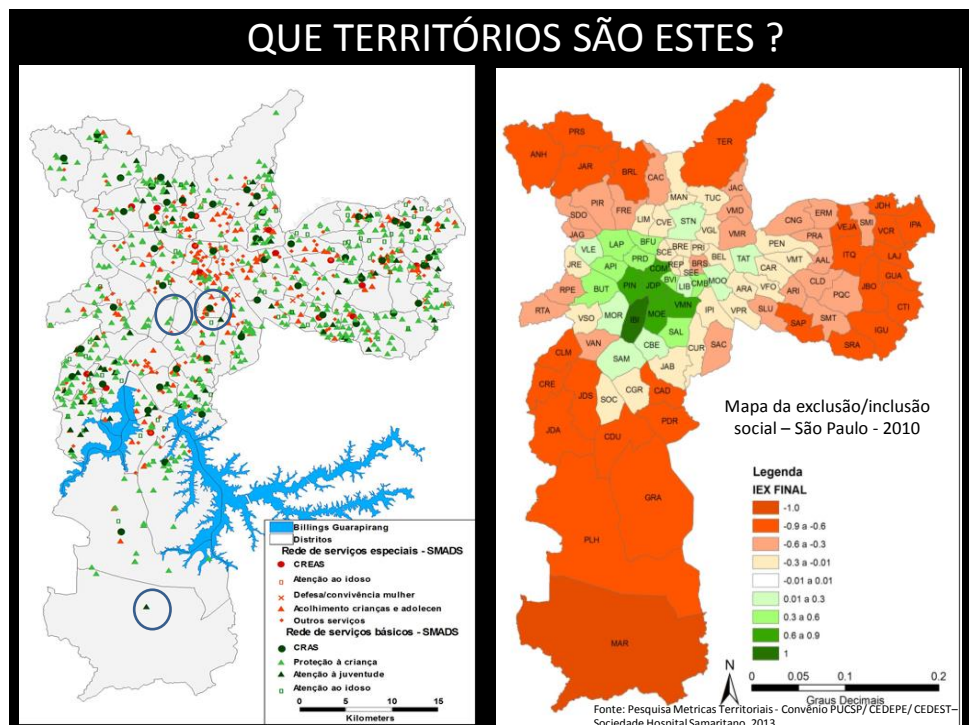 QUE TERRITÓRIOS SÃO ESTES ?
Billings Guarapirang
Distritos
Rede de serviços especiais - SMADS
CREAS
Atenção ao idoso
Defesa/convivência mulher
Acolhimento crianças e adolecen
Outros serviços
Rede de serviços básicos - SMADS
CRAS
Proteção à criança
Atenção à juventude
Atenção ao idoso
0 5 10 15
Kilometers
TER
PRS
ANH
JAR
BRL
CAC
MAN
TUC
JAC
PIR
SDO
FRE
LIM
CVE
STN
VMD
JAG
VGL
VMR
CNG
ERM
JDH
VEJA
SMI
VCR
IPA
VLE
LAP
BFU
BRE
PRI
PEN
PRA
JRE
PRD
SCE
BEL
TAT
VMT
AAL
ITQ
LAJ
API
COM
REP
BRS
SEE
CAR
GUA
RPE
BUT
PIN
JDP
BVI
LIB
CMB
MOO
ARA
VFO
ARI
CLD
PQC
JBO
CTI
RTA
VSO
MOR
IBI
MOE
VMN
IPI
VPR
SLU
SAP
SMT
IGU
SRA
VAN
SAL
CUR
SAC
CLM
SAM
CBE
JAB
CRE
JDS
SOC
CGR
CAD
PDR
JDA
CDU
GRA
PLH
MAR
Mapa da exclusão/inclusão
social – São Paulo - 2010
Legenda
IEX FINAL
-1.0
-0.9 a -0.6
-0.6 a -0.3
-0.3 a -0.01
-0.01 a 0.01
0.01 a 0.3
0.3 a 0.6
0.6 a 0.9
1
N
0 0.05 0.1 0.2
Graus Decimais
Fonte: Pesquisa Metricas Territoriais - Convênio PUCSP/ CEDEPE/ CEDEST–
Sociedade Hospital Samaritano, 2013